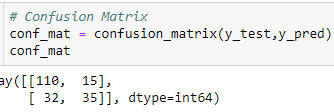 # Confusion Matrix
conf_mat = confusion_matrix(y_test,y_pred)
conf_mat
ay([[110, 15],
[ 32, 35]], dtype=int64)